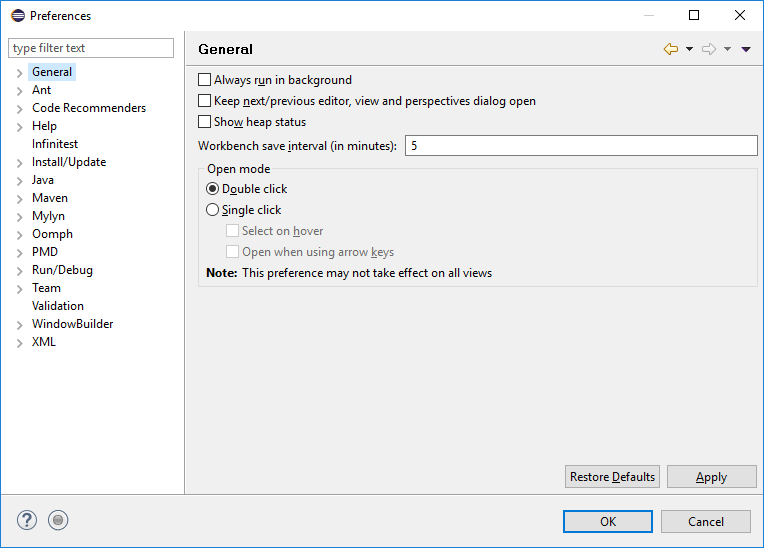 Preferences
type filter text
General
Ant
Code Recommenders
Help
Infinitest
Install/Update
Java
Maven
Mylyn
Oomph
PMD
Run/Debug
Team
Validation
WindowBuilder
XML
General
Always run in background
Keep next/previous editor, view and perspectives dialog open
Show heap status
Workbench save interval (in minutes): 5
Open mode
Double click
Single click
Select on hover
Open when using arrow keys
Note: This preference may not take effect on all views
Restore Defaults Apply
? OK Cancel